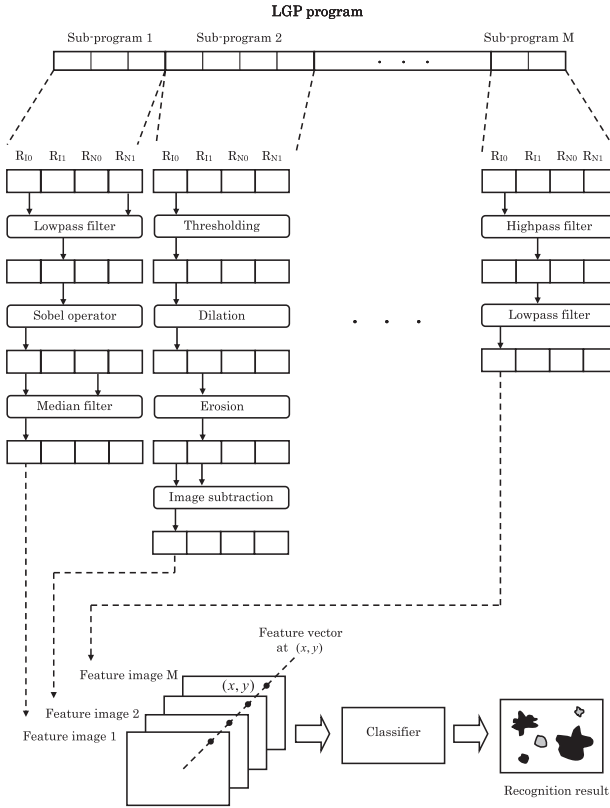 LGP program
Sub-program 1 Sub-program 2 Sub-program M
. . .
R_I0 R_I1 R_N0 R_N1 R_I0 R_I1 R_N0 R_N1 R_I0 R_I1 R_N0 R_N1
Lowpass filter Thresholding Highpass filter
Sobel operator Dilation . . . Lowpass filter
Median filter Erosion
Image subtraction
Feature vector
at (x, y)
Feature image M
(x, y)
Feature image 2
Feature image 1
Classifier
Recognition result